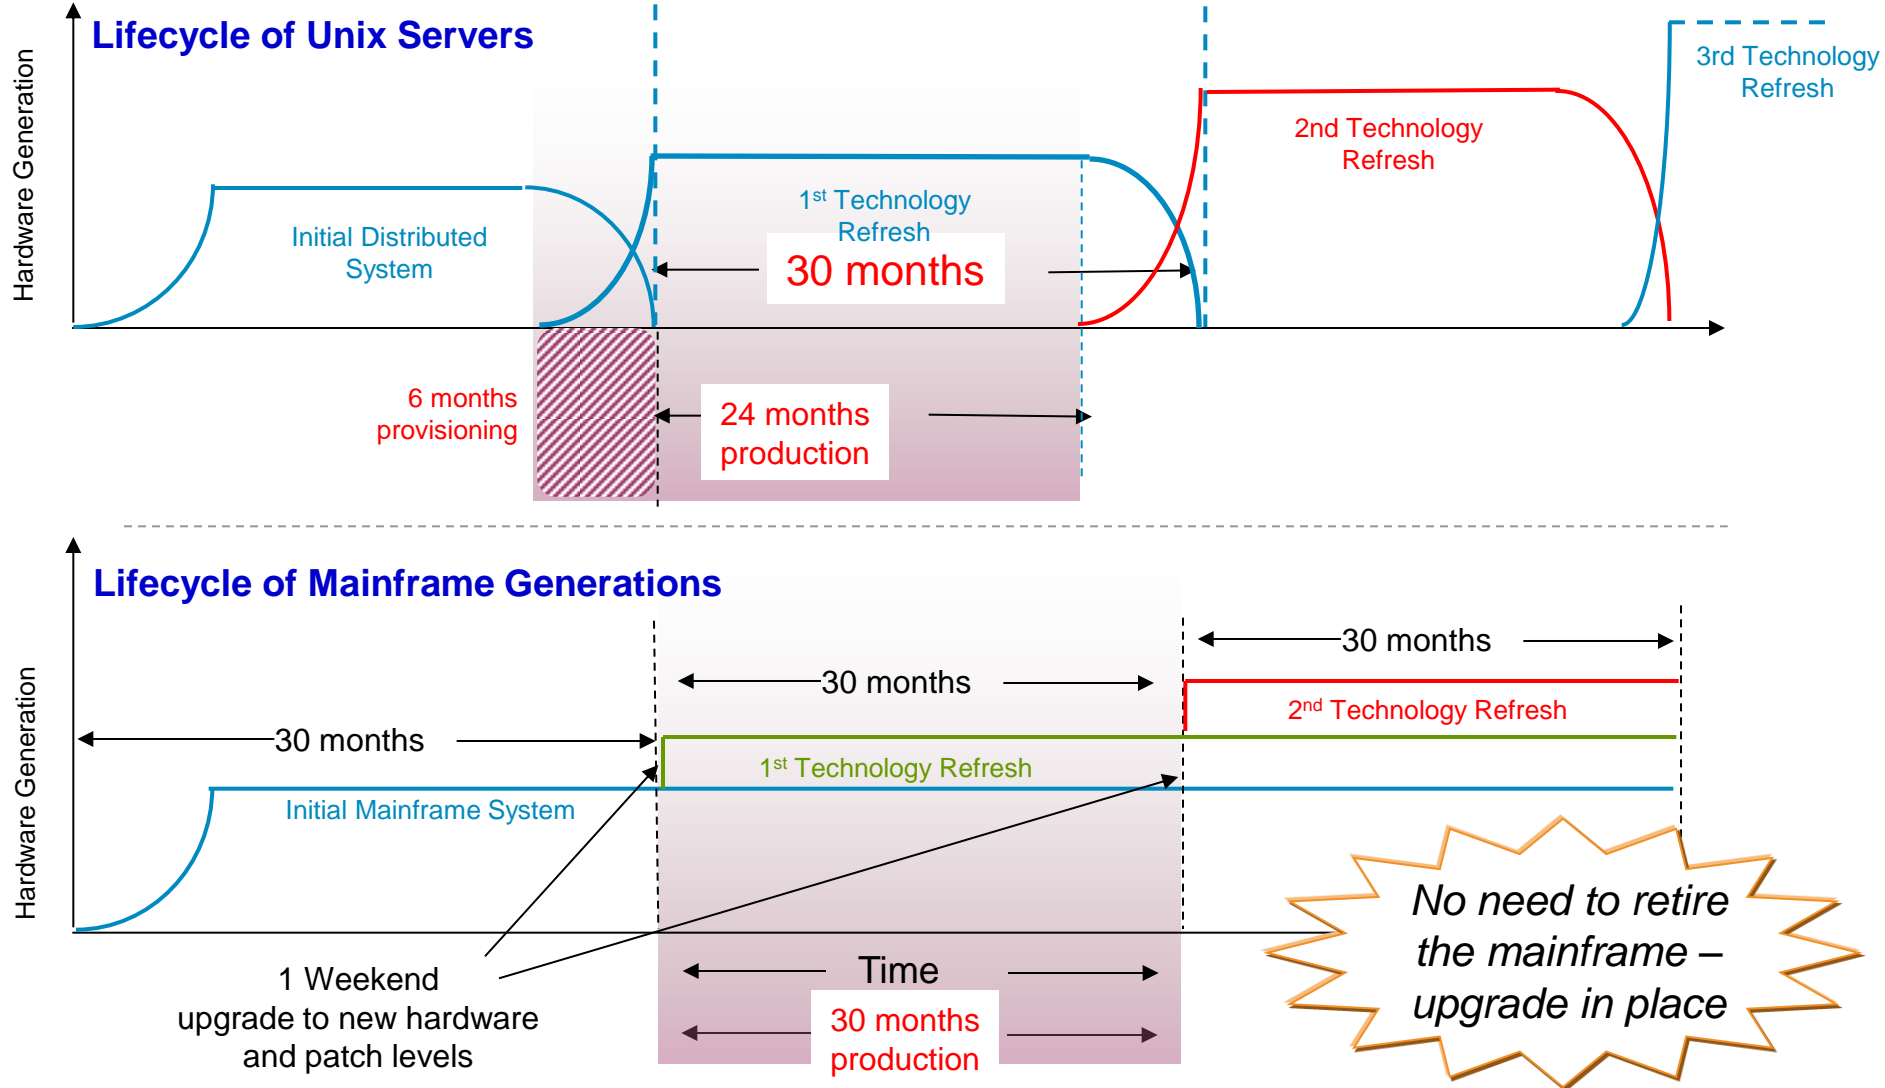 Lifecycle of Unix Servers
Hardware Generation
Initial Distributed
System
1st Technology
Refresh
30 months
2nd Technology
Refresh
3rd Technology
Refresh
6 months
provisioning
24 months
production
Lifecycle of Mainframe Generations
Hardware Generation
30 months
30 months
30 months
2nd Technology Refresh
1st Technology Refresh
Initial Mainframe System
1 Weekend
upgrade to new hardware
and patch levels
Time
30 months
production
No need to retire
the mainframe –
upgrade in place